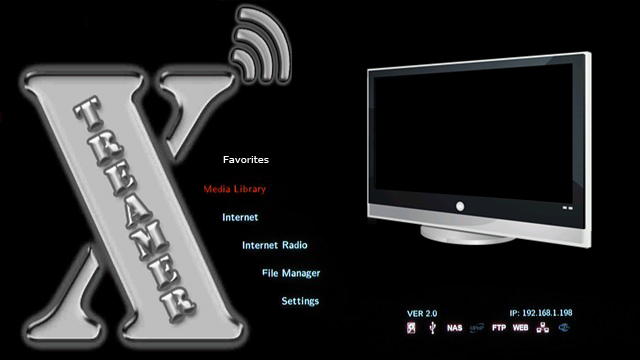 X
TREAMER
Favorites
Media Library
Internet
Internet Radio
File Manager
Settings
VER 2.0 IP: 192.168.1.198
NAS UPNP FTP WEB